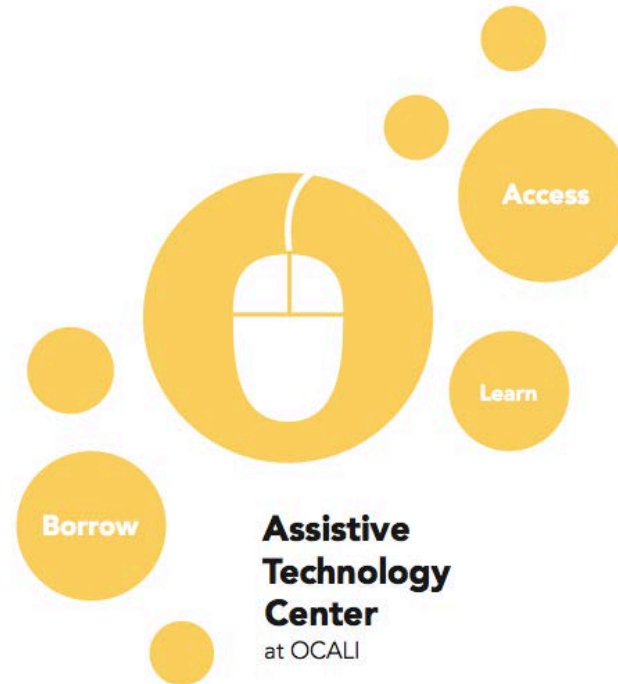 Access
Learn
Borrow
Assistive
Technology
Center
at OCALI